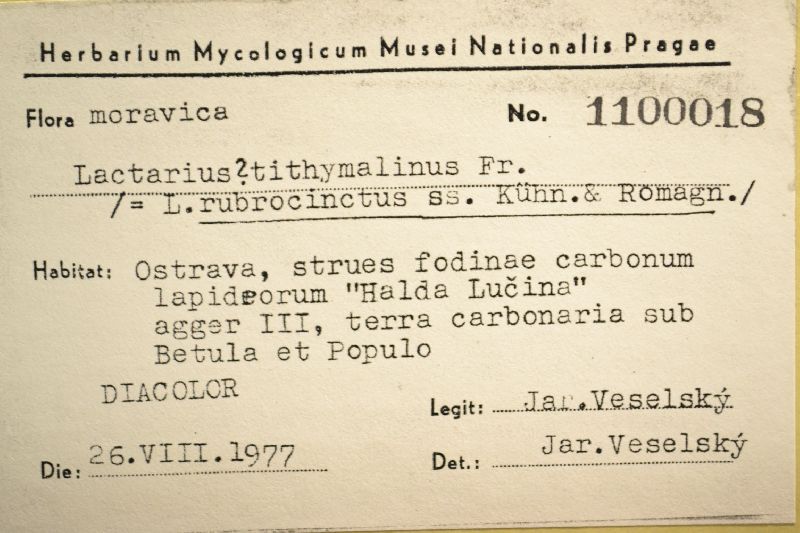 Herbarium Mycologicum Musei Nationalis Pragae
Flora moravica No. 1100018
Lactarius?tithymalinus Fr.
/= L.rubrocinctus ss. Kühn.& Romagn./
Habitat: Ostrava, strues fodinae carbonum
lapideorum "Halda Lučina"
agger III, terra carbonaria sub
Betula et Populo
DIACOLOR
Legit: Jar.Veselský
Die: 26.VIII.1977
Det.: Jar.Veselský